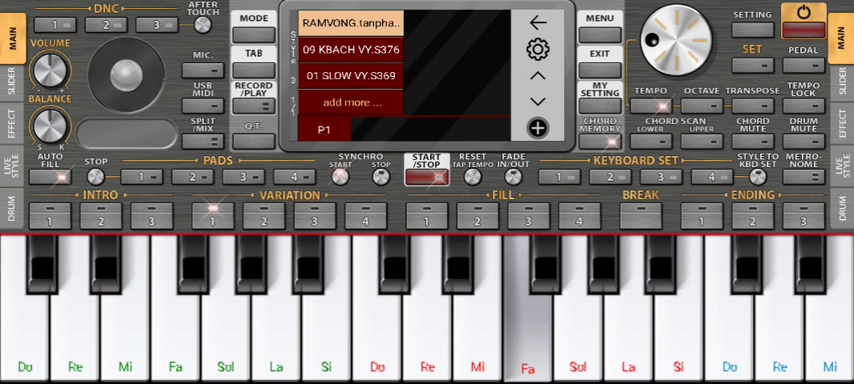 DNC
1 2 3
AFTER TOUCH
MODE
TAB
RECORD /PLAY
Q.T.
MAIN
SLIDER
EFFECT
LIVE STYLE
DRUM
VOLUME
- +
BALANCE
S K
MIC.
USB MIDI
SPLIT /MIX
RAMVONG.tanpha..
09 KBACH VY.S376
01 SLOW VY.S369
add more ...
P1
MENU
EXIT
MY SETTING
CHORD MEMORY
SETTING
SET
PEDAL
TEMPO
OCTAVE
TRANSPOSE
TEMPO LOCK
CHORD SCAN
LOWER UPPER
CHORD MUTE
DRUM MUTE
MAIN
SLIDER
EFFECT
LIVE STYLE
DRUM
AUTO FILL
STOP
PADS
1 2 3 4
SYNCHRO
START STOP
START /STOP
RESET
TAP TEMPO
FADE IN/OUT
KEYBOARD SET
1 2 3 4
STYLE TO KBD SET
METRO-NOME
INTRO
1 2 3
VARIATION
1 2 3 4
FILL
1 2 3 4
BREAK
ENDING
1 2 3
Do Re Mi Fa Sol La Si Do Re Mi Fa Sol La Si Do Re Mi